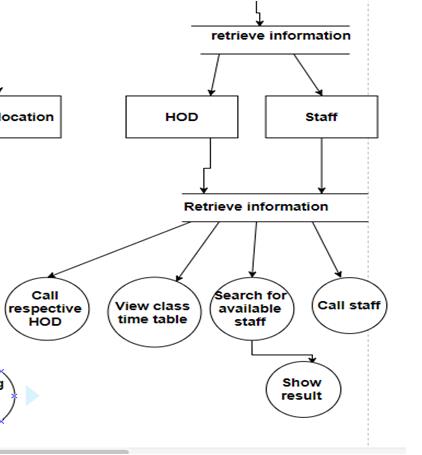 retrieve information
location
HOD
Staff
Retrieve information
Call
respective
HOD
View class
time table
Search for
available
staff
Call staff
Show
result
g